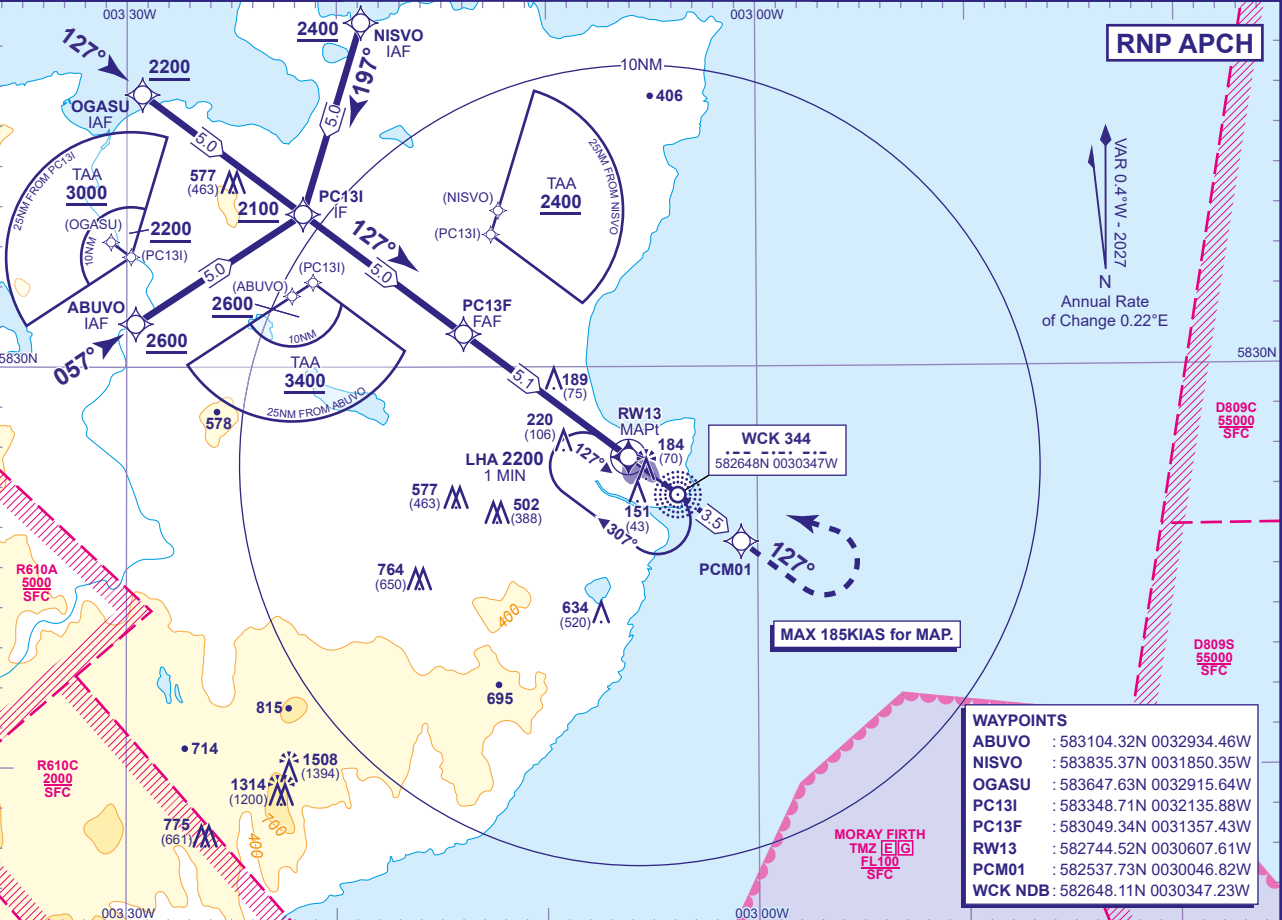 003 30W
003 00W
RNP APCH
127°
2200
OGASU
IAF
2400
NISVO
IAF
197°
5.0
10NM
406
VAR 0.4°W - 2027
N
Annual Rate
of Change 0.22°E
25NM FROM PC13I
TAA
3000
(OGASU)
2200
10NM
(PC13I)
5.0
577
(463)
2100
PC13I
IF
TAA
2400
25NM FROM NISVO
(NISVO)
(PC13I)
127°
5.0
5.0
ABUVO
IAF
2600
057°
(ABUVO)
(PC13I)
2600
10NM
TAA
3400
25NM FROM ABUVO
PC13F
FAF
5830N
5830N
5.1
189
(75)
578
220
(106)
RW13
MAPt
184
(70)
127°
LHA 2200
1 MIN
WCK 344
582648N 0030347W
577
(463)
502
(388)
151
(43)
307°
3.5
PCM01
127°
764
(650)
634
(520)
400
MAX 185KIAS for MAP.
D809C
55000
SFC
D809S
55000
SFC
R610A
5000
SFC
695
815
714
1508
(1394)
1314
(1200)
700
400
775
(661)
R610C
2000
SFC
MORAY FIRTH
TMZ E G
FL100
SFC
WAYPOINTS
ABUVO : 583104.32N 0032934.46W
NISVO : 583835.37N 0031850.35W
OGASU : 583647.63N 0032915.64W
PC13I : 583348.71N 0032135.88W
PC13F : 583049.34N 0031357.43W
RW13 : 582744.52N 0030607.61W
PCM01 : 582537.73N 0030046.82W
WCK NDB : 582648.11N 0030347.23W
003 30W
003 00W